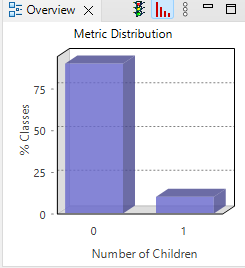 Overview
Metric Distribution
75
50
25
0
% Classes
0 1
Number of Children